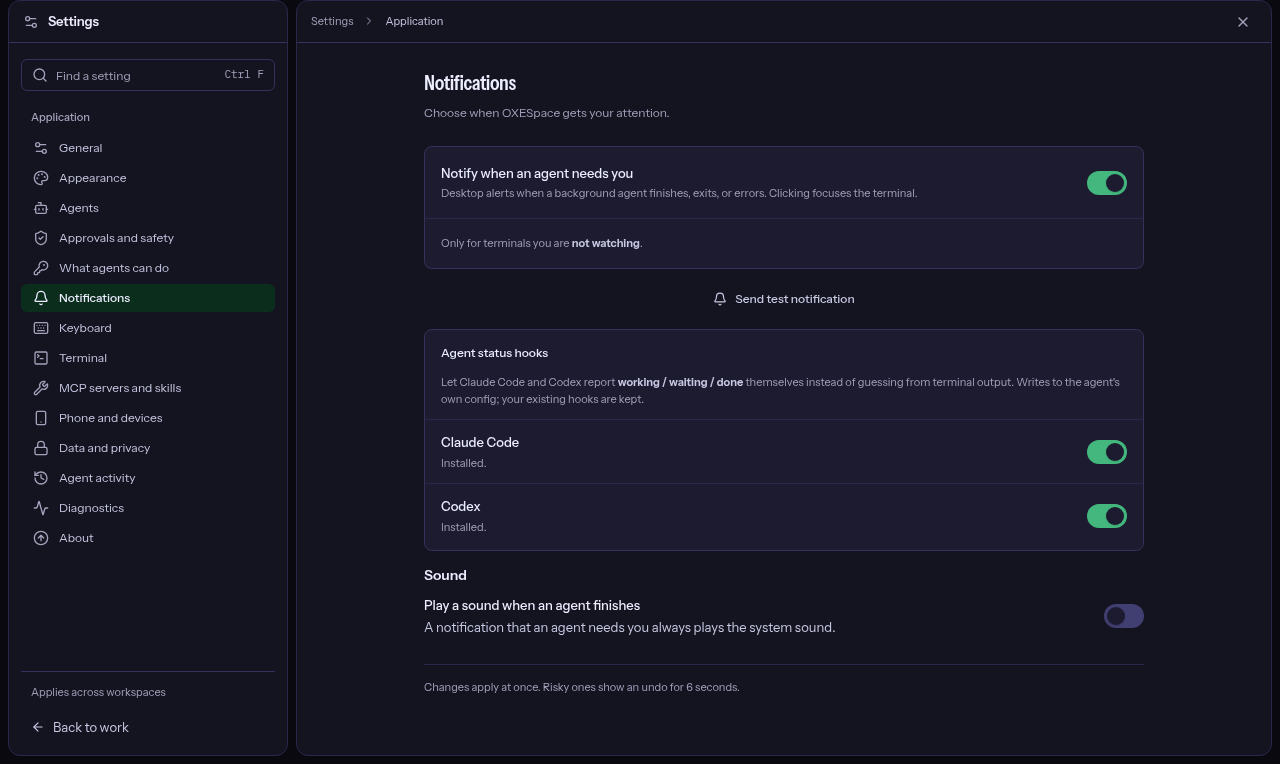 Settings
Find a setting
Ctrl F
Application
General
Appearance
Agents
Approvals and safety
What agents can do
Notifications
Keyboard
Terminal
MCP servers and skills
Phone and devices
Data and privacy
Agent activity
Diagnostics
About
Applies across workspaces
Back to work
Settings
Application
Notifications
Choose when OXESpace gets your attention.
Notify when an agent needs you
Desktop alerts when a background agent finishes, exits, or errors. Clicking focuses the terminal.
Only for terminals you are not watching.
Send test notification
Agent status hooks
Let Claude Code and Codex report working / waiting / done themselves instead of guessing from terminal output. Writes to the agent's
own config; your existing hooks are kept.
Claude Code
Installed.
Codex
Installed.
Sound
Play a sound when an agent finishes
A notification that an agent needs you always plays the system sound.
Changes apply at once. Risky ones show an undo for 6 seconds.